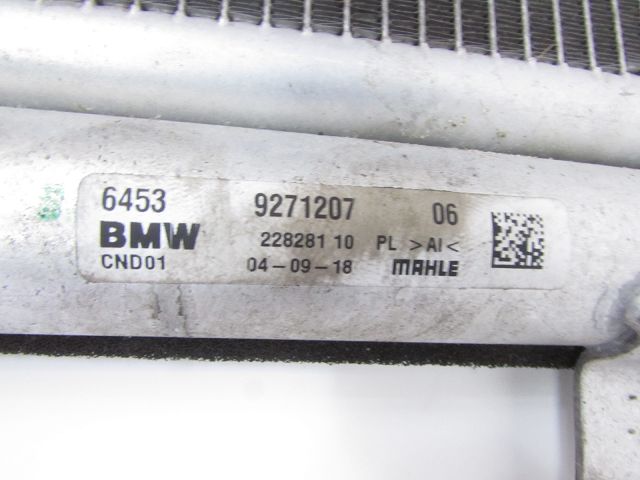 6453 9271207 06
BMW 228281 10 PL >Al<
CND01 04-09-18 MAHLE